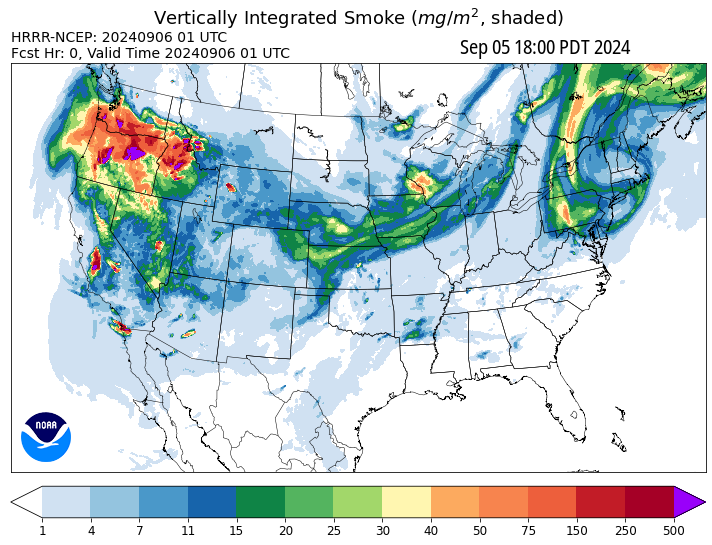 Vertically Integrated Smoke (mg/m², shaded)
HRRR-NCEP: 20240906 01 UTC
Fcst Hr: 0, Valid Time 20240906 01 UTC
Sep 05 18:00 PDT 2024
NOAA
1 4 7 11 15 20 25 30 40 50 75 150 250 500